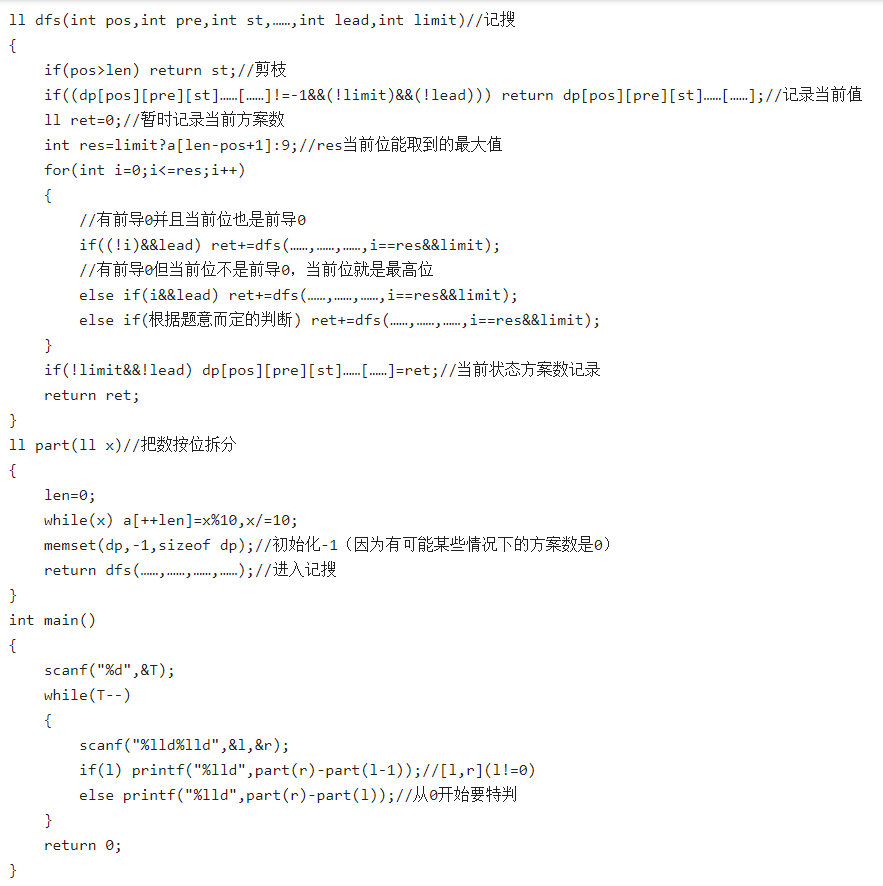 ll dfs(int pos,int pre,int st,……,int lead,int limit)//记搜
{
    if(pos>len) return st;//剪枝
    if((dp[pos][pre][st]……[……]!=-1&&(!limit)&&(!lead))) return dp[pos][pre][st]……[……];//记录当前值
    ll ret=0;//暂时记录当前方案数
    int res=limit?a[len-pos+1]:9;//res当前位能取到的最大值
    for(int i=0;i<=res;i++)
    {
        //有前导0并且当前位也是前导0
        if((!i)&&lead) ret+=dfs(……,……,……,i==res&&limit);
        //有前导0但当前位不是前导0，当前位就是最高位
        else if(i&&lead) ret+=dfs(……,……,……,i==res&&limit);
        else if(根据题意而定的判断) ret+=dfs(……,……,……,i==res&&limit);
    }
    if(!limit&&!lead) dp[pos][pre][st]……[……]=ret;//当前状态方案数记录
    return ret;
}
ll part(ll x)//把数按位拆分
{
    len=0;
    while(x) a[++len]=x%10,x/=10;
    memset(dp,-1,sizeof dp);//初始化-1（因为有可能某些情况下的方案数是0）
    return dfs(……,……,……,……);//进入记搜
}
int main()
{
    scanf("%d",&T);
    while(T--)
    {
        scanf("%lld%lld",&l,&r);
        if(l) printf("%lld",part(r)-part(l-1));//[l,r](l!=0)
        else printf("%lld",part(r)-part(l));//从0开始要特判
    }
    return 0;
}